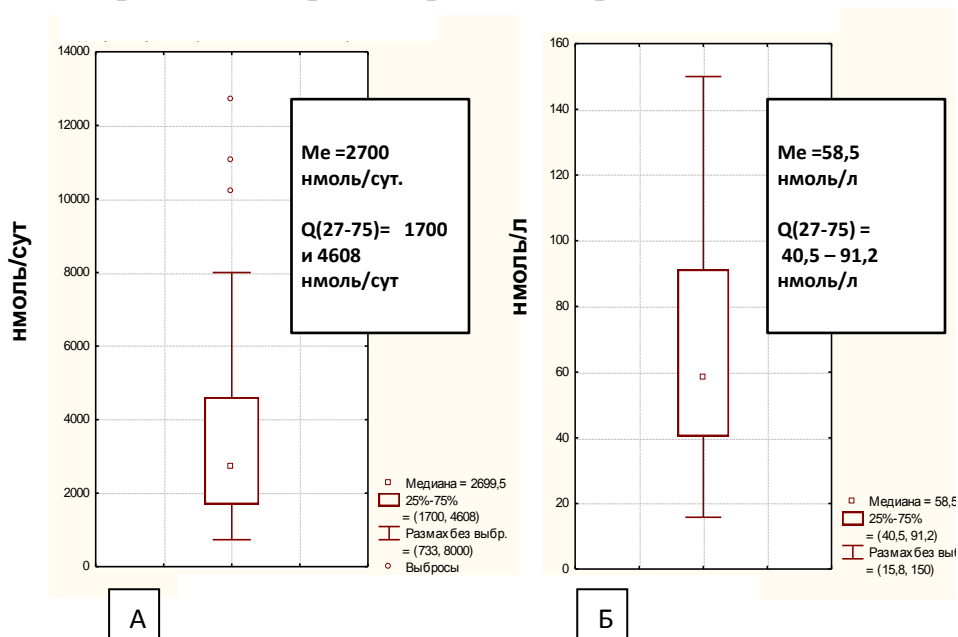 14000
12000
10000
8000
6000
4000
2000
0
нмоль/сут
Me =2700
нмоль/сут.
Q(27-75)= 1700
и 4608
нмоль/сут
Медиана = 2699,5
25%-75%
= (1700, 4608)
Размах без выбр.
= (733, 8000)
Выбросы
А
160
140
120
100
80
60
40
20
0
нмоль/л
Me =58,5
нмоль/л
Q(27-75) =
40,5 – 91,2
нмоль/л
Медиана = 58,5
25%-75%
= (40,5, 91,2)
Размах без выб
= (15,8, 150)
Б